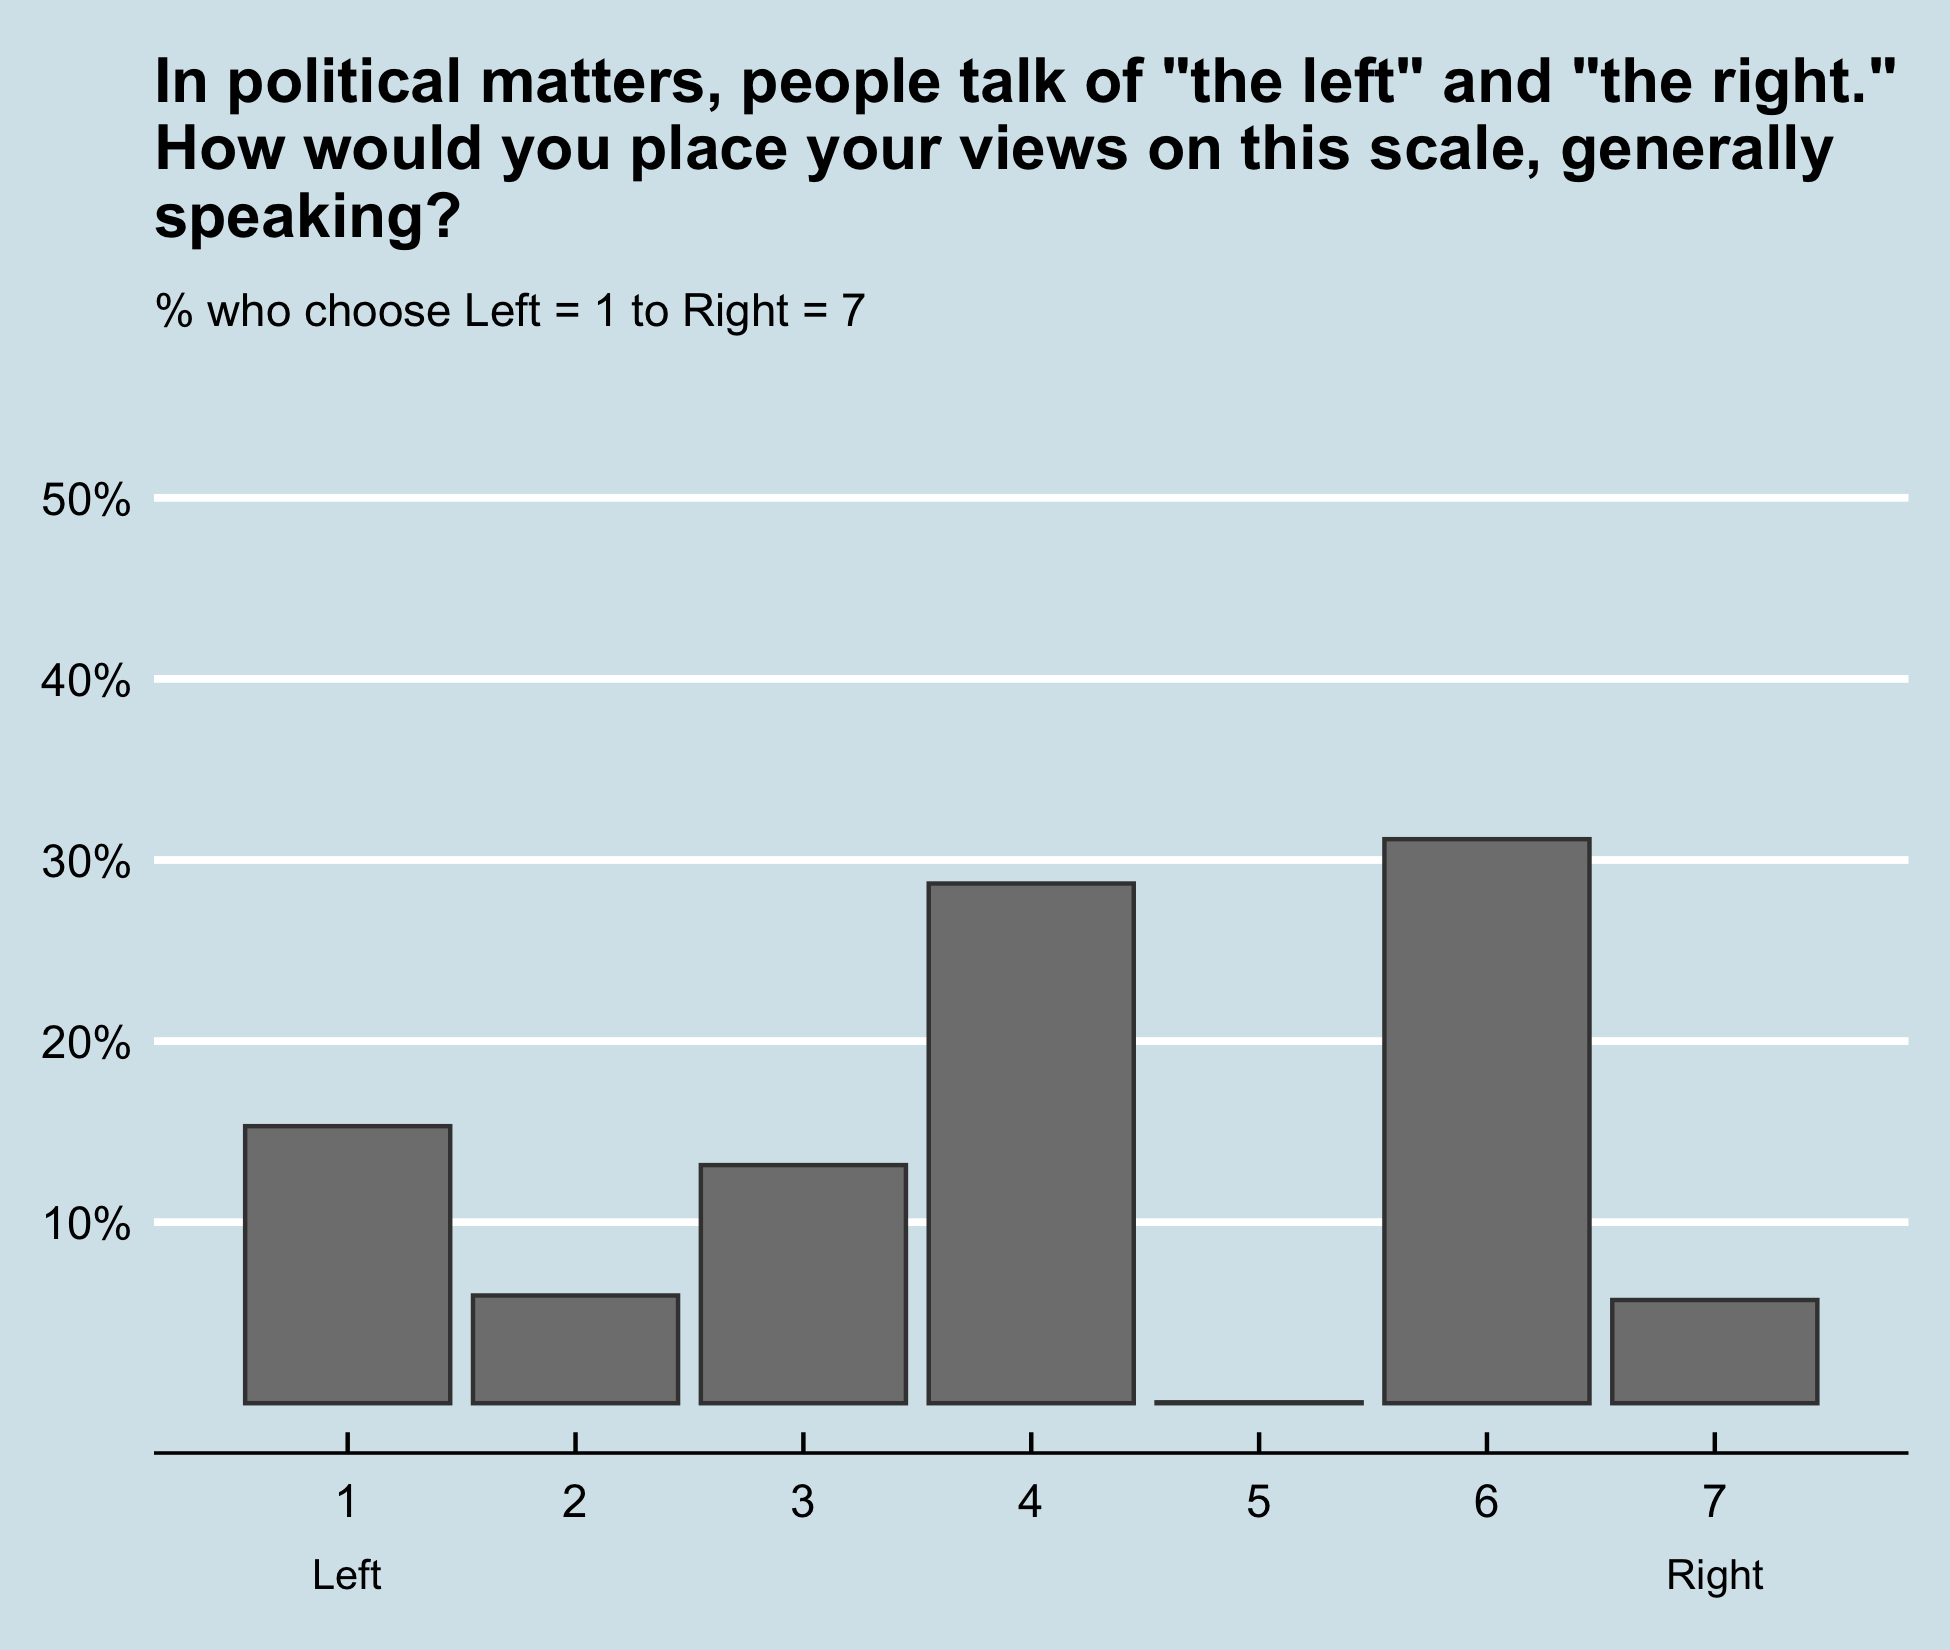 In political matters, people talk of "the left" and "the right."
How would you place your views on this scale, generally
speaking?
% who choose Left = 1 to Right = 7
50%
40%
30%
20%
10%
1 2 3 4 5 6 7
Left Right